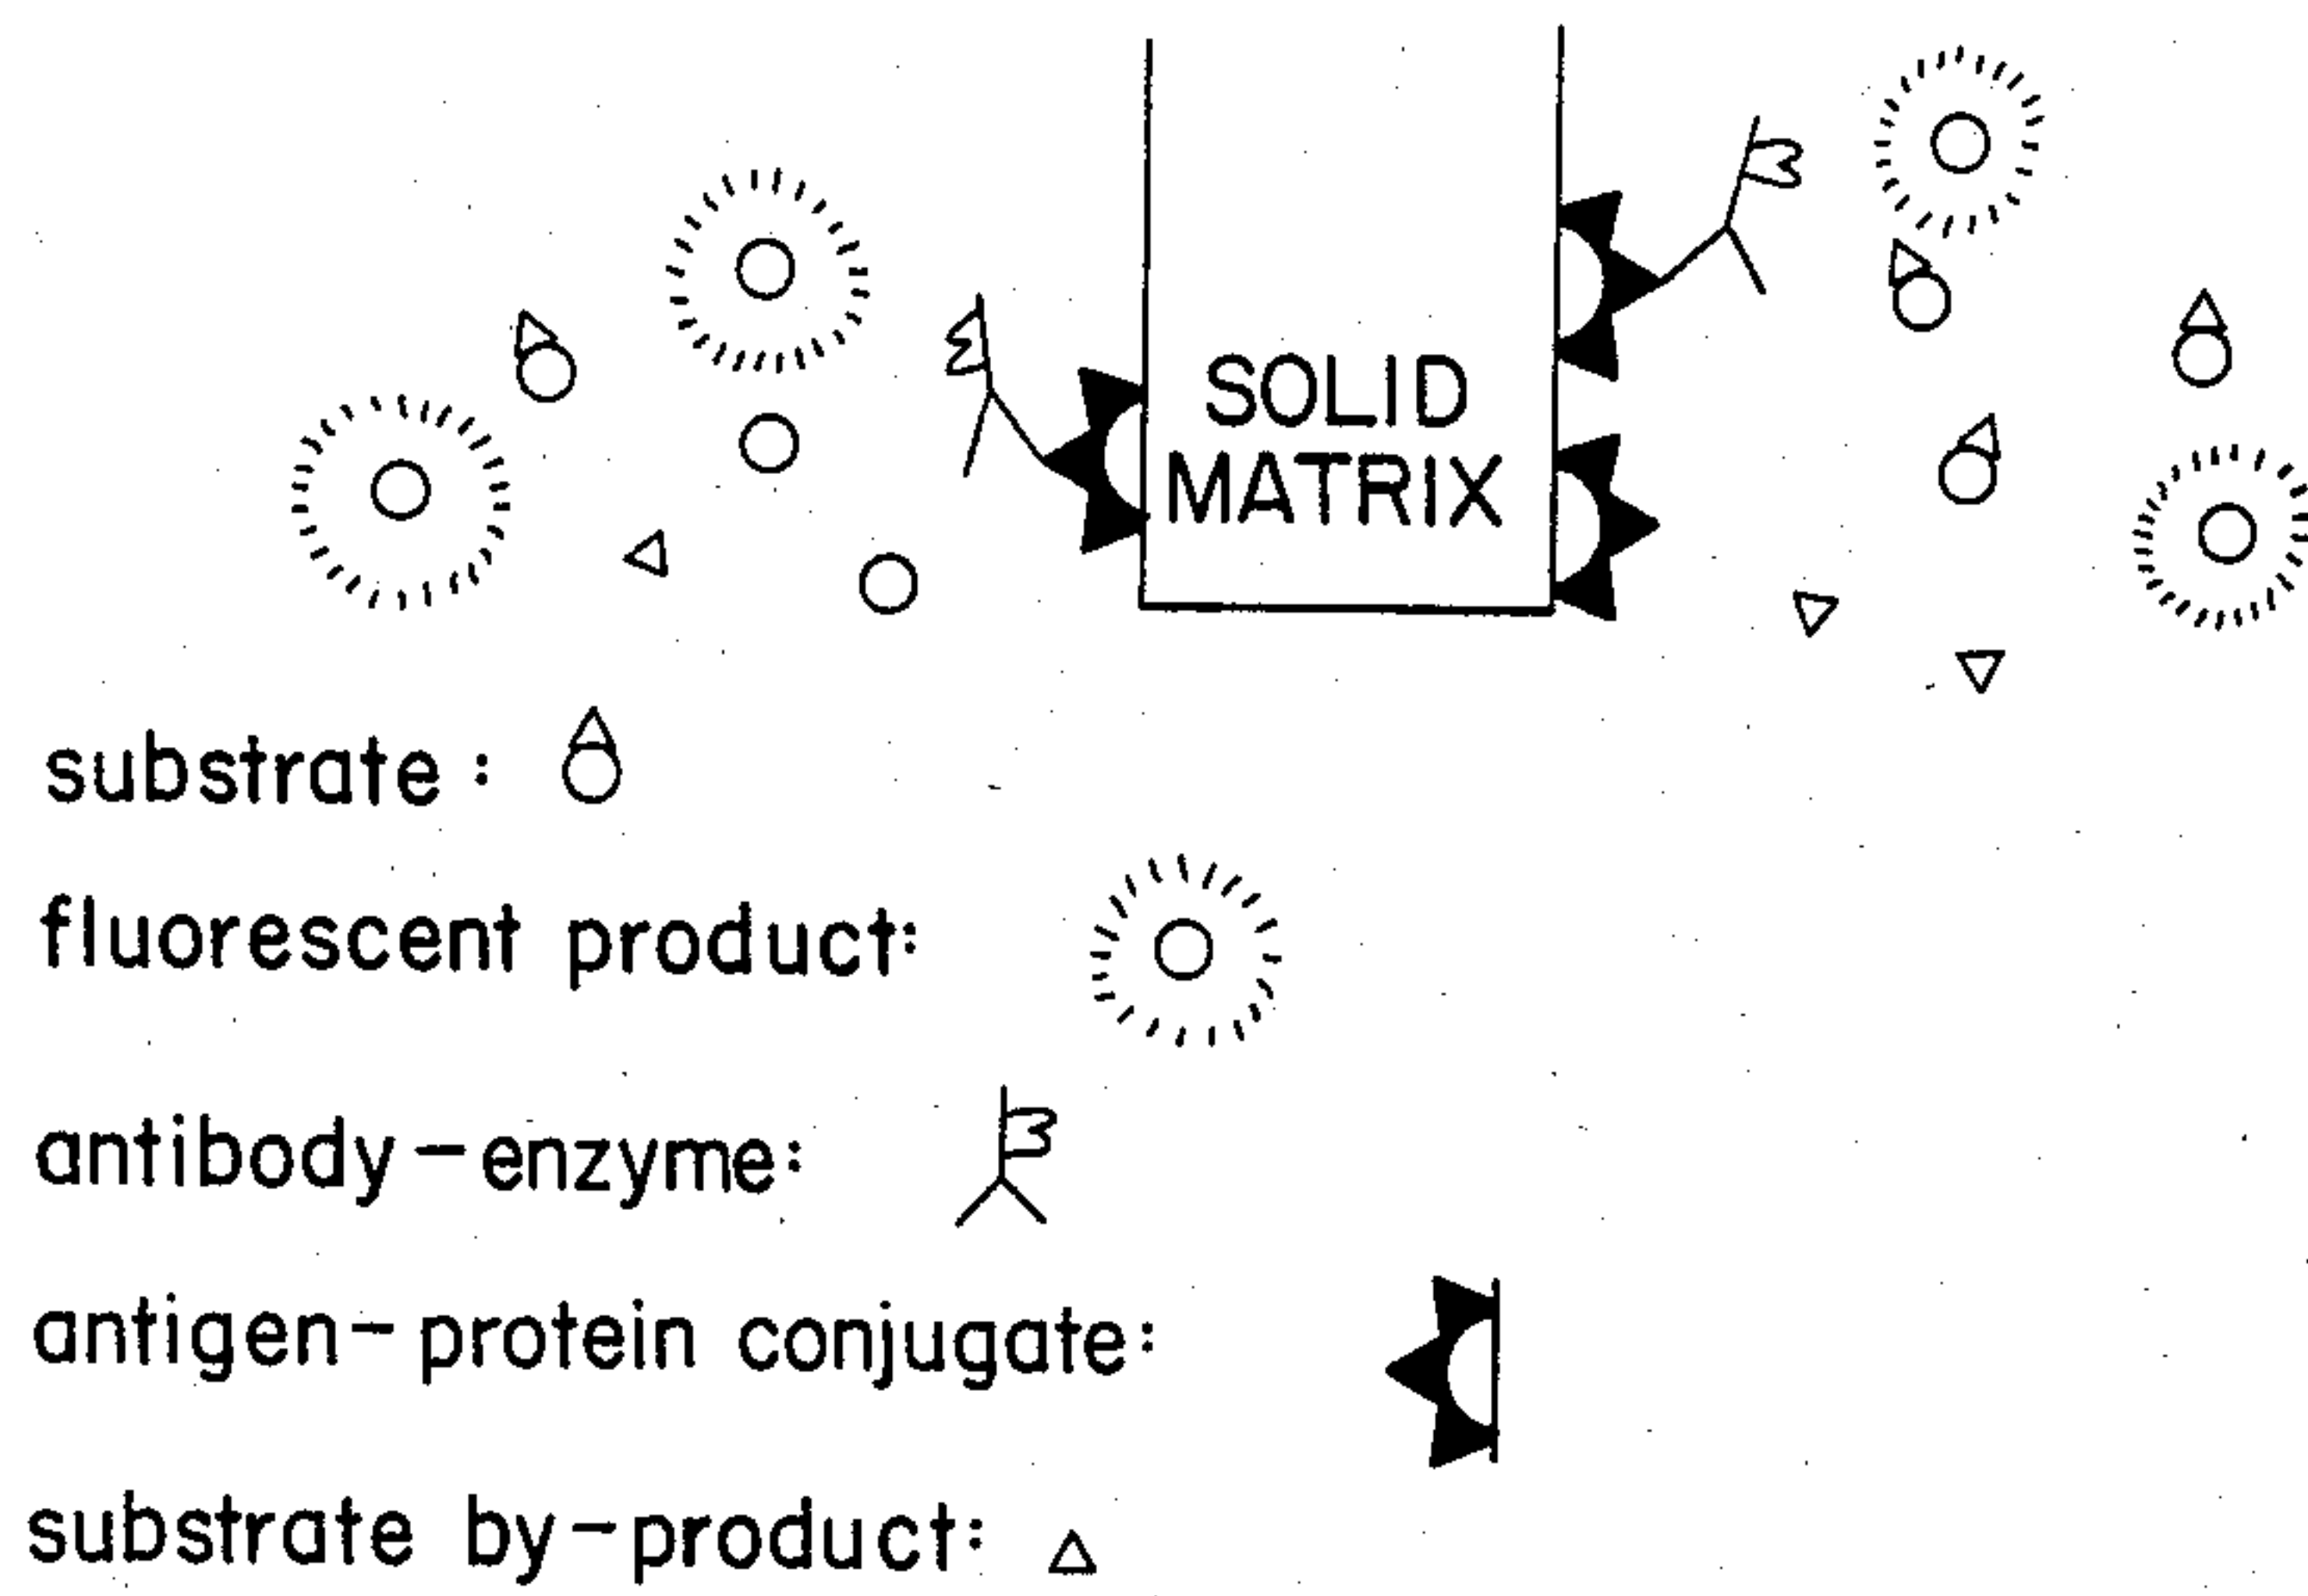 SOLID
MATRIX
substrate:
fluorescent product:
antibody-enzyme:
antigen-protein conjugate:
substrate by-product: